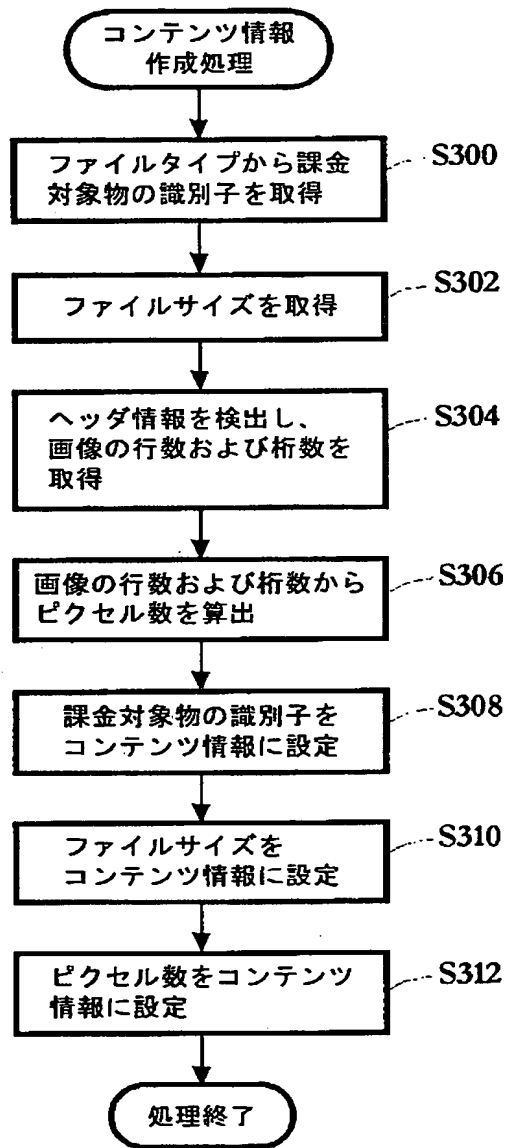 コンテンツ情報
作成処理
ファイルタイプから課金
対象物の識別子を取得
S300
ファイルサイズを取得
S302
ヘッダ情報を検出し、
画像の行数および桁数を
取得
S304
画像の行数および桁数から
ピクセル数を算出
S306
課金対象物の識別子を
コンテンツ情報に設定
S308
ファイルサイズを
コンテンツ情報に設定
S310
ピクセル数をコンテンツ
情報に設定
S312
処理終了